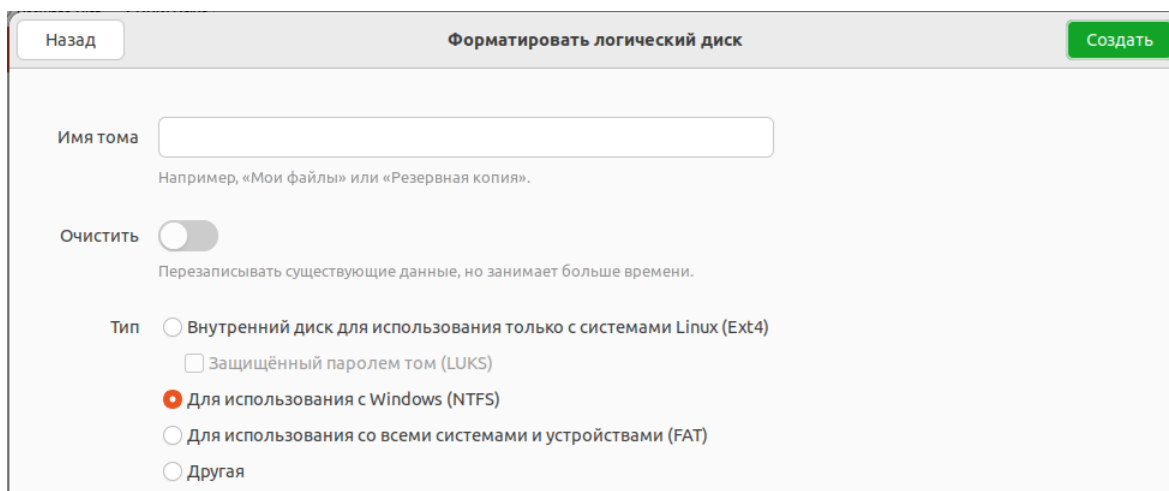 Назад
Форматировать логический диск
Создать
Имя тома
Например, «Мои файлы» или «Резервная копия».
Очистить
Перезаписывать существующие данные, но занимает больше времени.
Тип
Внутренний диск для использования только с системами Linux (Ext4)
Защищённый паролем том (LUKS)
Для использования с Windows (NTFS)
Для использования со всеми системами и устройствами (FAT)
Другая